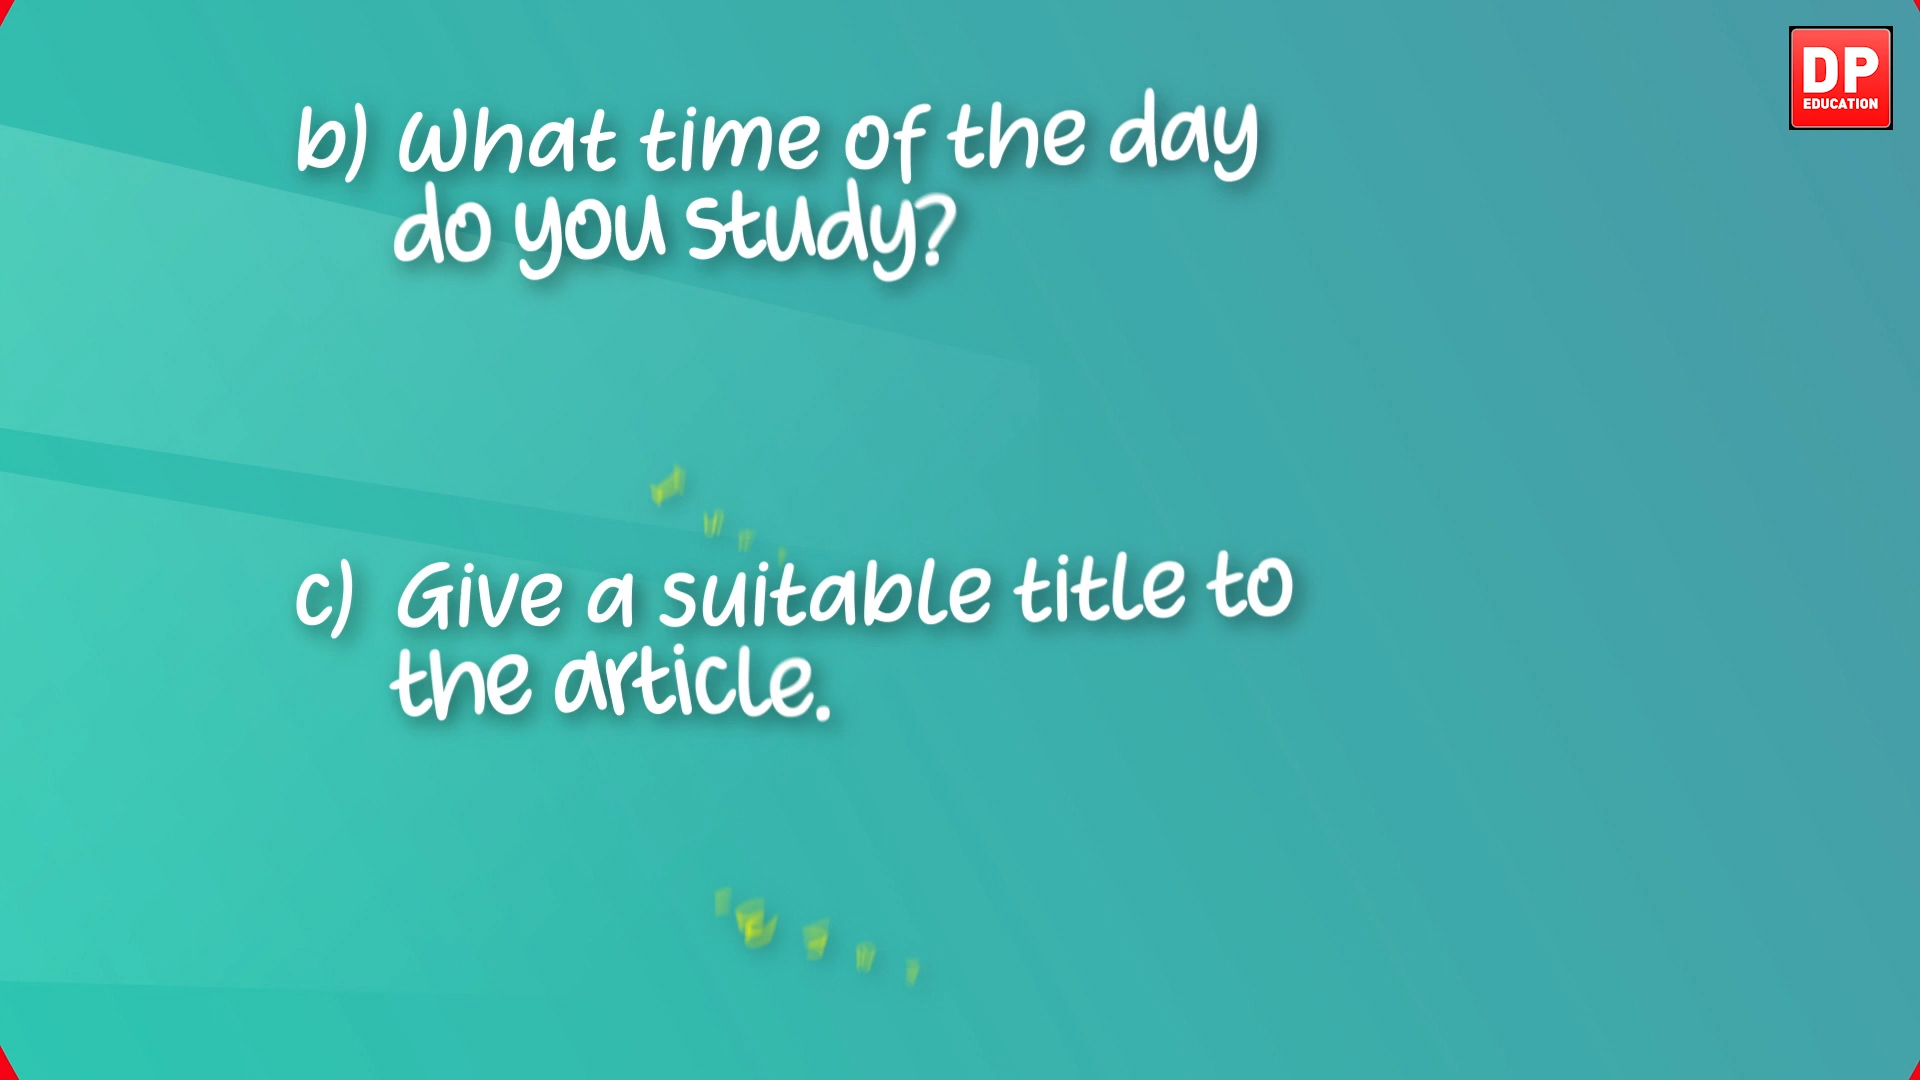 DP
EDUCATION
b) What time of the day
do you study?
c) Give a suitable title to
the article.